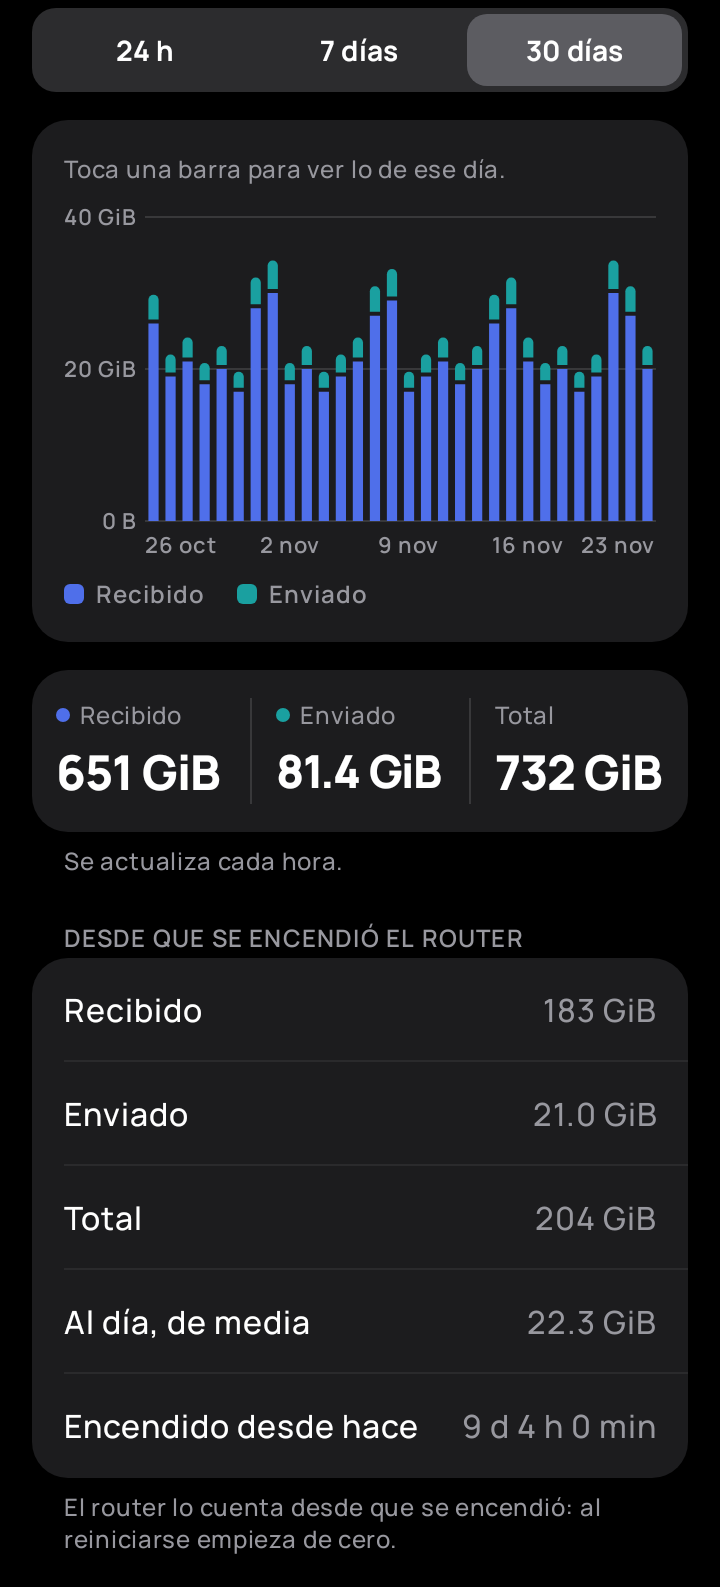 24 h 7 días 30 días
Toca una barra para ver lo de ese día.
40 GiB
20 GiB
0 B
26 oct 2 nov 9 nov 16 nov 23 nov
Recibido Enviado
Recibido Enviado Total
651 GiB 81.4 GiB 732 GiB
Se actualiza cada hora.
DESDE QUE SE ENCENDIÓ EL ROUTER
Recibido 183 GiB
Enviado 21.0 GiB
Total 204 GiB
Al día, de media 22.3 GiB
Encendido desde hace 9 d 4 h 0 min
El router lo cuenta desde que se encendió: al
reiniciarse empieza de cero.